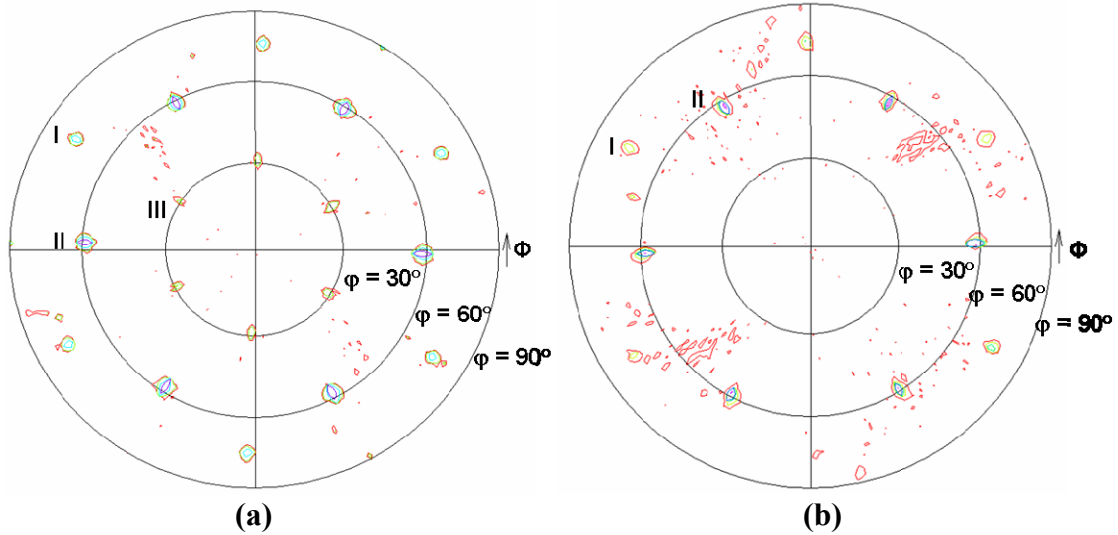 I
II
III
Φ
φ = 30°
φ = 60°
φ = 90°
(a)
II
I
Φ
φ = 30°
φ = 60°
φ = 90°
(b)